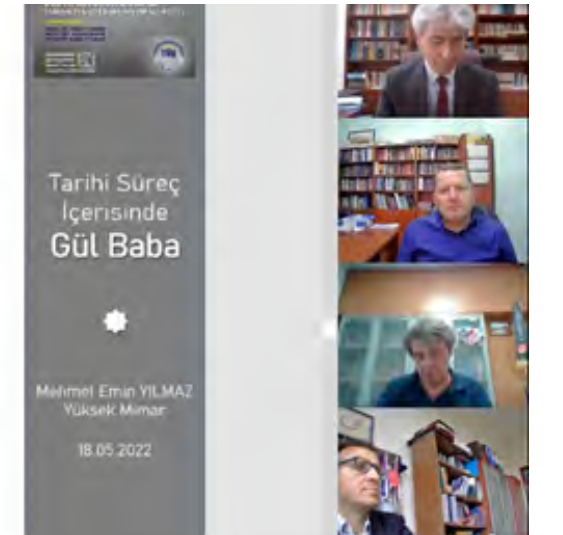 Tarihi Süreç
İçerisinde
Gül Baba
Mehmet Emin YILMAZ
Yüksek Mimar
18.05.2022